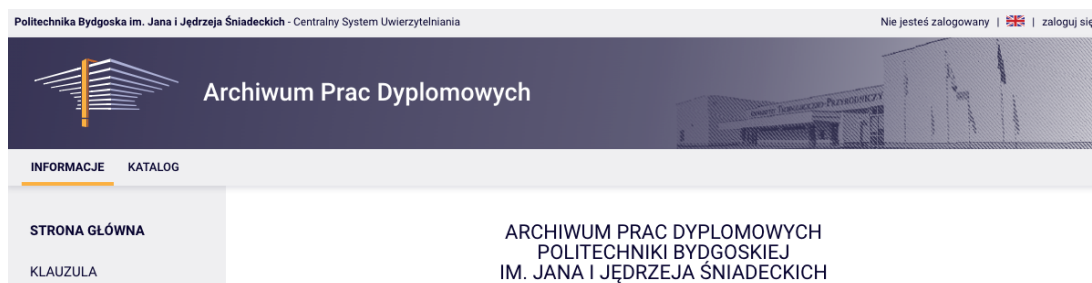 Politechnika Bydgoska im. Jana i Jędrzeja Śniadeckich - Centralny System Uwierzytelniania
Nie jesteś zalogowany | | zaloguj się
Archiwum Prac Dyplomowych
INFORMACJE KATALOG
STRONA GŁÓWNA
KLAUZULA
ARCHIWUM PRAC DYPLOMOWYCH
POLITECHNIKI BYDGOSKIEJ
IM. JANA I JĘDRZEJA ŚNIADECKICH